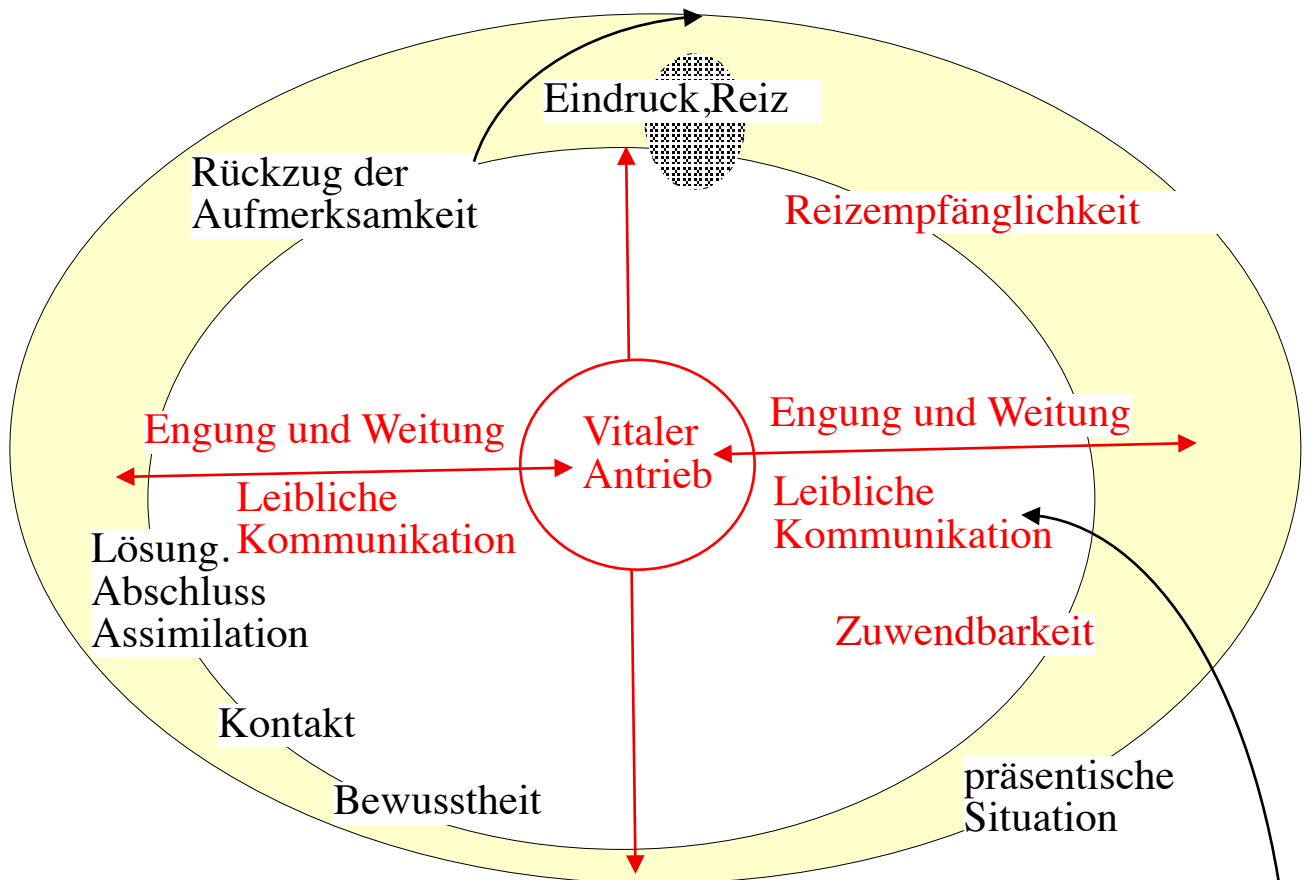 Eindruck,Reiz
Rückzug der
Aufmerksamkeit
Reizempfänglichkeit
Engung und Weitung
Leibliche
Kommunikation
Vitaler
Antrieb
Engung und Weitung
Leibliche
Kommunikation
Lösung.
Abschluss
Assimilation
Zuwendbarkeit
Kontakt
Bewusstheit
präsentische
Situation